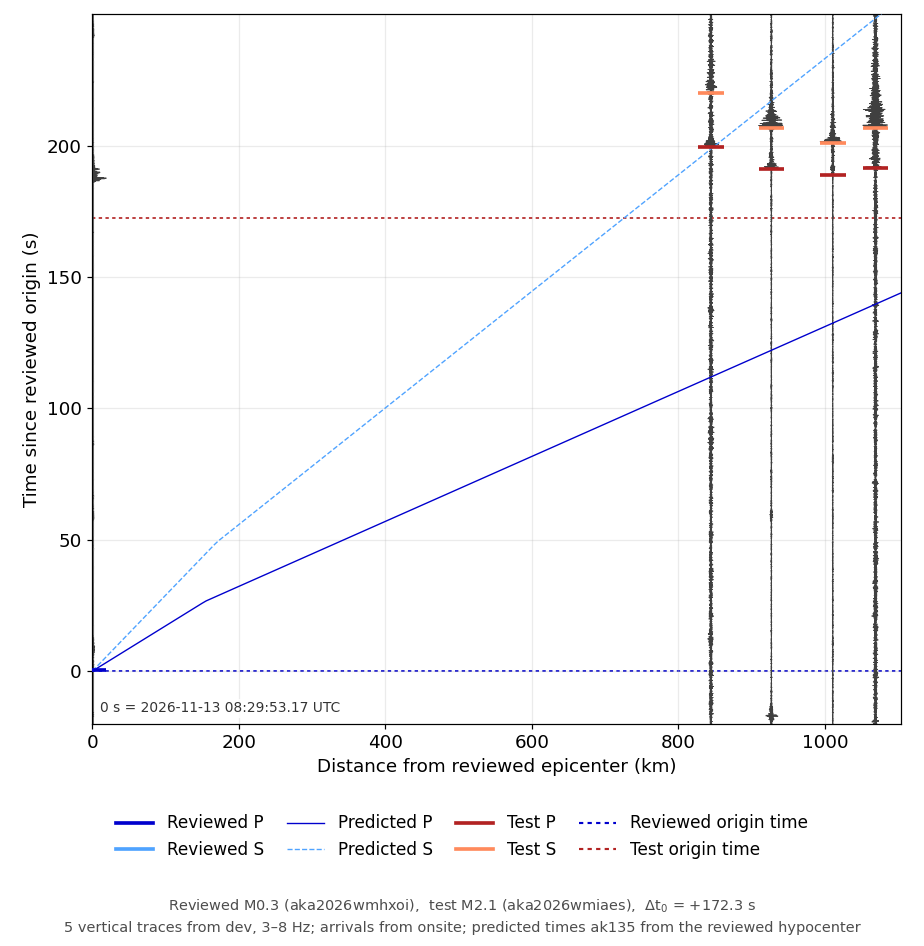 Time since reviewed origin (s)
200
150
100
50
0
0 s = 2026-11-13 08:29:53.17 UTC
0 200 400 600 800 1000
Distance from reviewed epicenter (km)
Reviewed P Predicted P Test P Reviewed origin time
Reviewed S Predicted S Test S Test origin time
Reviewed M0.3 (aka2026wmhxoi), test M2.1 (aka2026wmiaes), Δt₀ = +172.3 s
5 vertical traces from dev, 3–8 Hz; arrivals from onsite; predicted times ak135 from the reviewed hypocenter